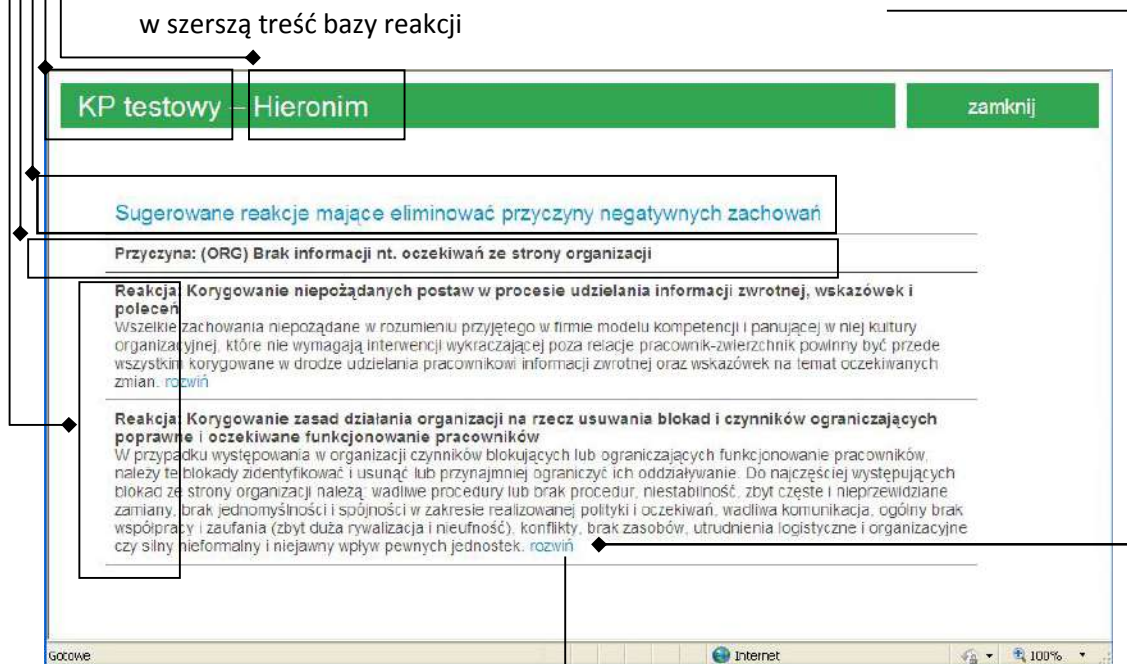 w szerszą treść bazy reakcji
KP testowy – Hieronim
zamknij
Sugerowane reakcje mające eliminować przyczyny negatywnych zachowań
Przyczyna: (ORG) Brak informacji nt. oczekiwań ze strony organizacji
Reakcja: Korygowanie niepożądanych postaw w procesie udzielania informacji zwrotnej, wskazówek i
poleceń
Wszelkie zachowania niepożądane w rozumieniu przyjętego w firmie modelu kompetencji i panującej w niej kultury
organizacyjnej, które nie wymagają interwencji wykraczającej poza relacje pracownik-zwierzchnik powinny być przede
wszystkim korygowane w drodze udzielania pracownikowi informacji zwrotnej oraz wskazówek na temat oczekiwanych
zmian. rozwiń
Reakcja: Korygowanie zasad działania organizacji na rzecz usuwania blokad i czynników ograniczających
poprawne i oczekiwane funkcjonowanie pracowników
W przypadku występowania w organizacji czynników blokujących lub ograniczających funkcjonowanie pracowników,
należy te blokady zidentyfikować i usunąć lub przynajmniej ograniczyć ich oddziaływanie. Do najczęściej występujących
blokad ze strony organizacji należą: wadliwe procedury lub brak procedur, niestabilność, zbyt częste i nieprzewidziane
zamiany, brak jednomyślności i spójności w zakresie realizowanej polityki i oczekiwań, wadliwa komunikacja, ogólny brak
współpracy i zaufania (zbyt duża rywalizacja i nieufność), konflikty, brak zasobów, utrudnienia logistyczne i organizacyjne
czy silny nieformalny i niejawny wpływ pewnych jednostek. rozwiń
Gotowe
Internet
100%